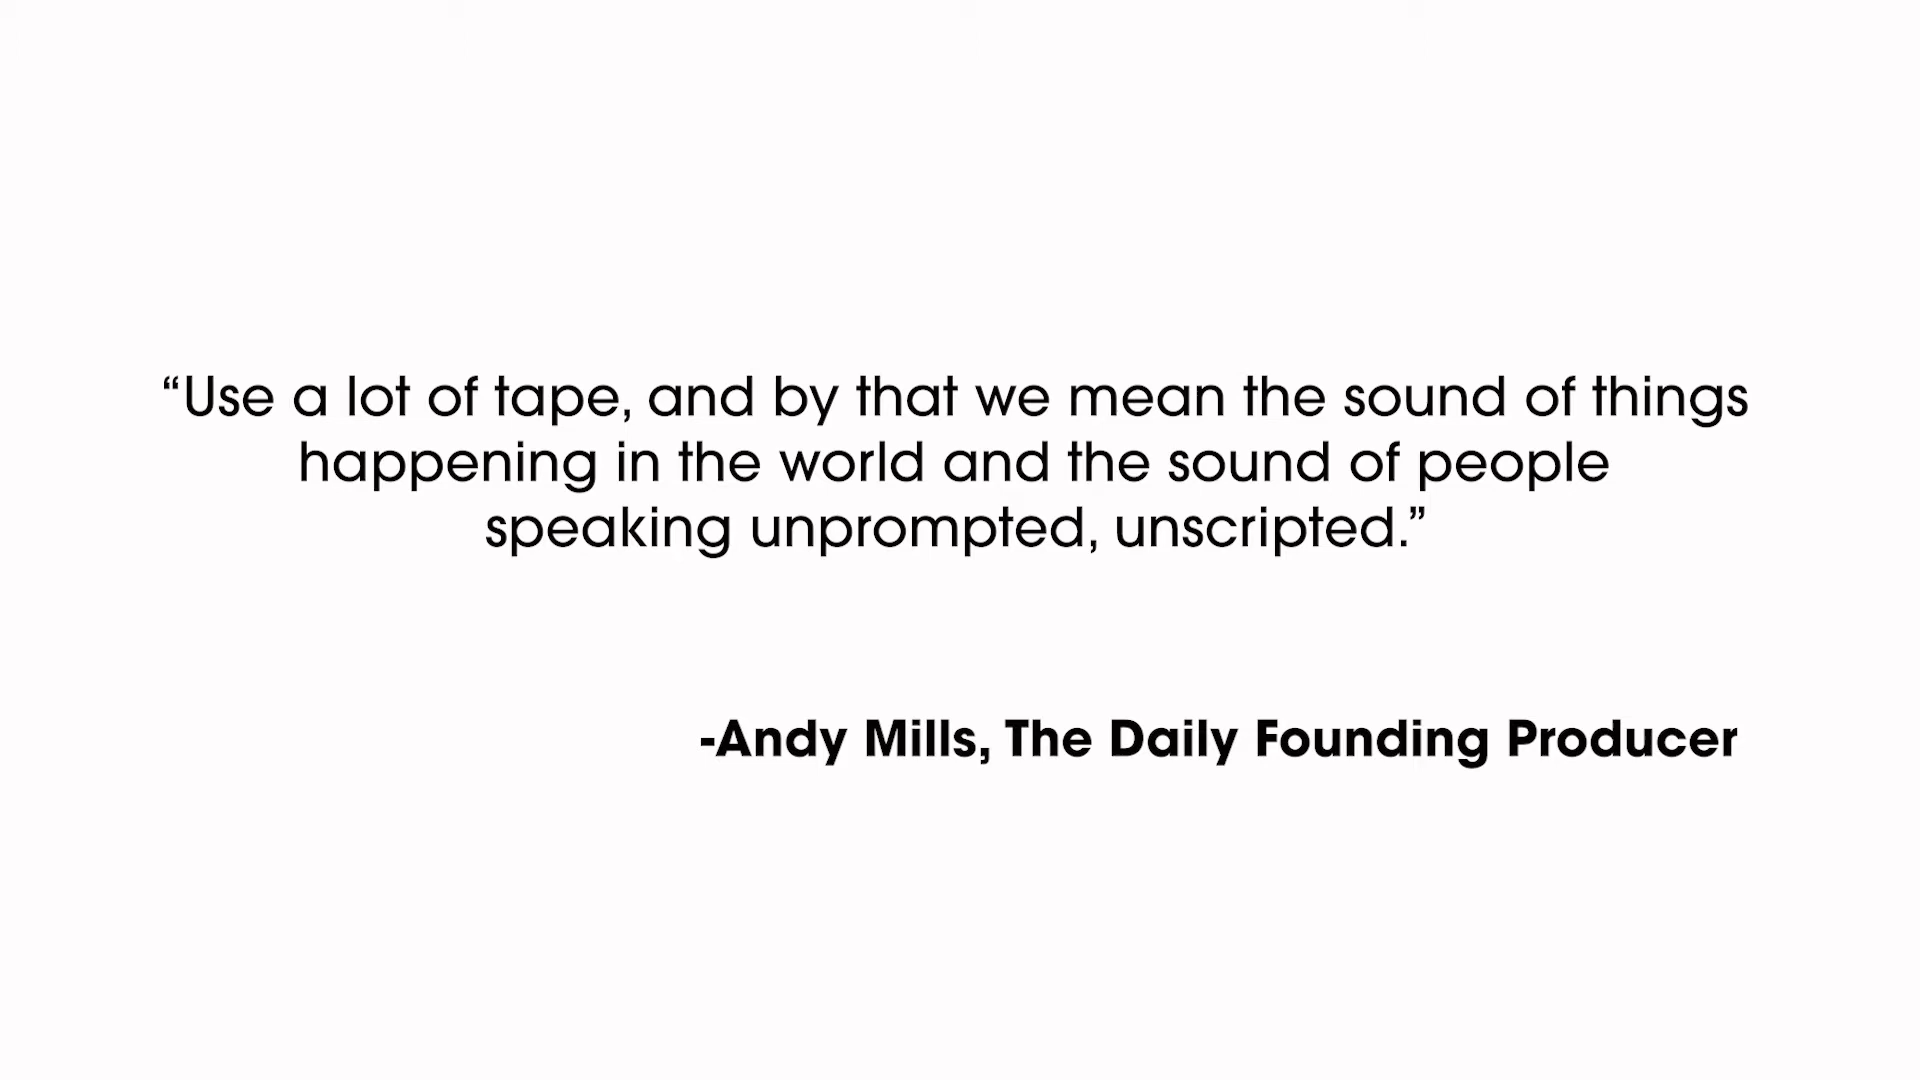 “Use a lot of tape, and by that we mean the sound of things
happening in the world and the sound of people
speaking unprompted, unscripted.”
-Andy Mills, The Daily Founding Producer